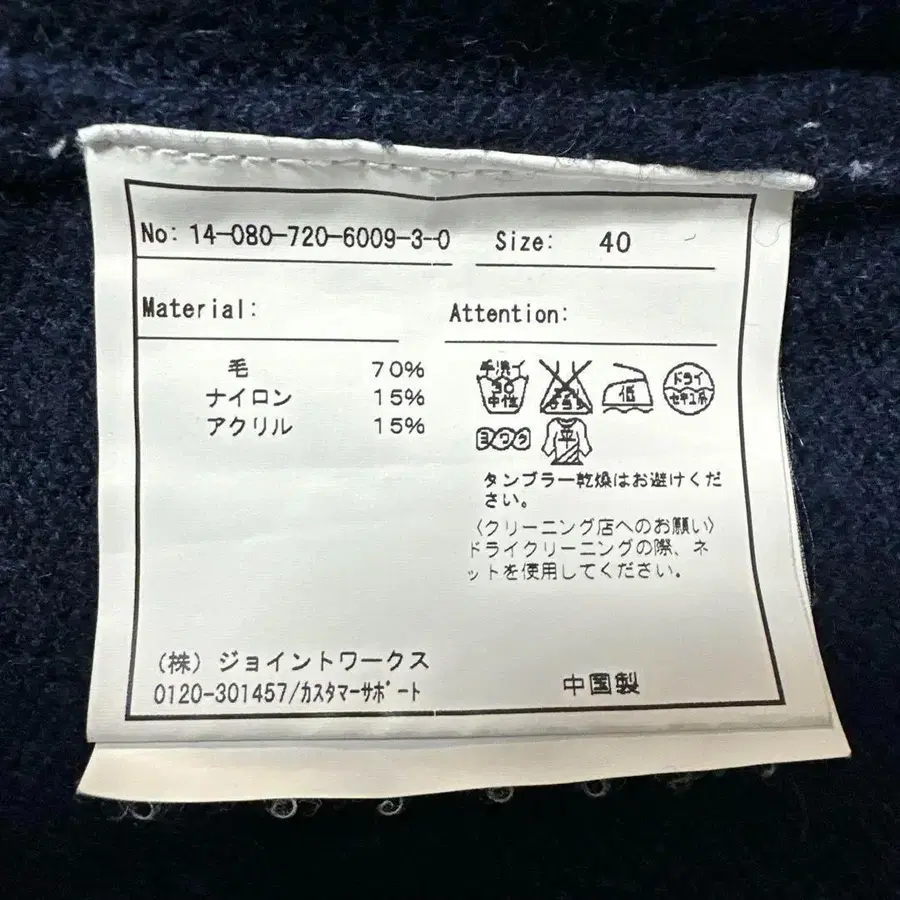 No: 14-080-720-6009-3-0 Size: 40
Material:
Attention:
毛 70%
ナイロン 15%
アクリル 15%
手洗イ
30
中性
エンソサラシ
低
ドライ
セキユ系
ヨワク
平
タンブラー乾燥はお避けくだ
さい。
〈クリーニング店へのお願い〉
ドライクリーニングの際、ネ
ットを使用してください。
(株) ジョイントワークス
0120-301457/カスタマーサポート
中国製